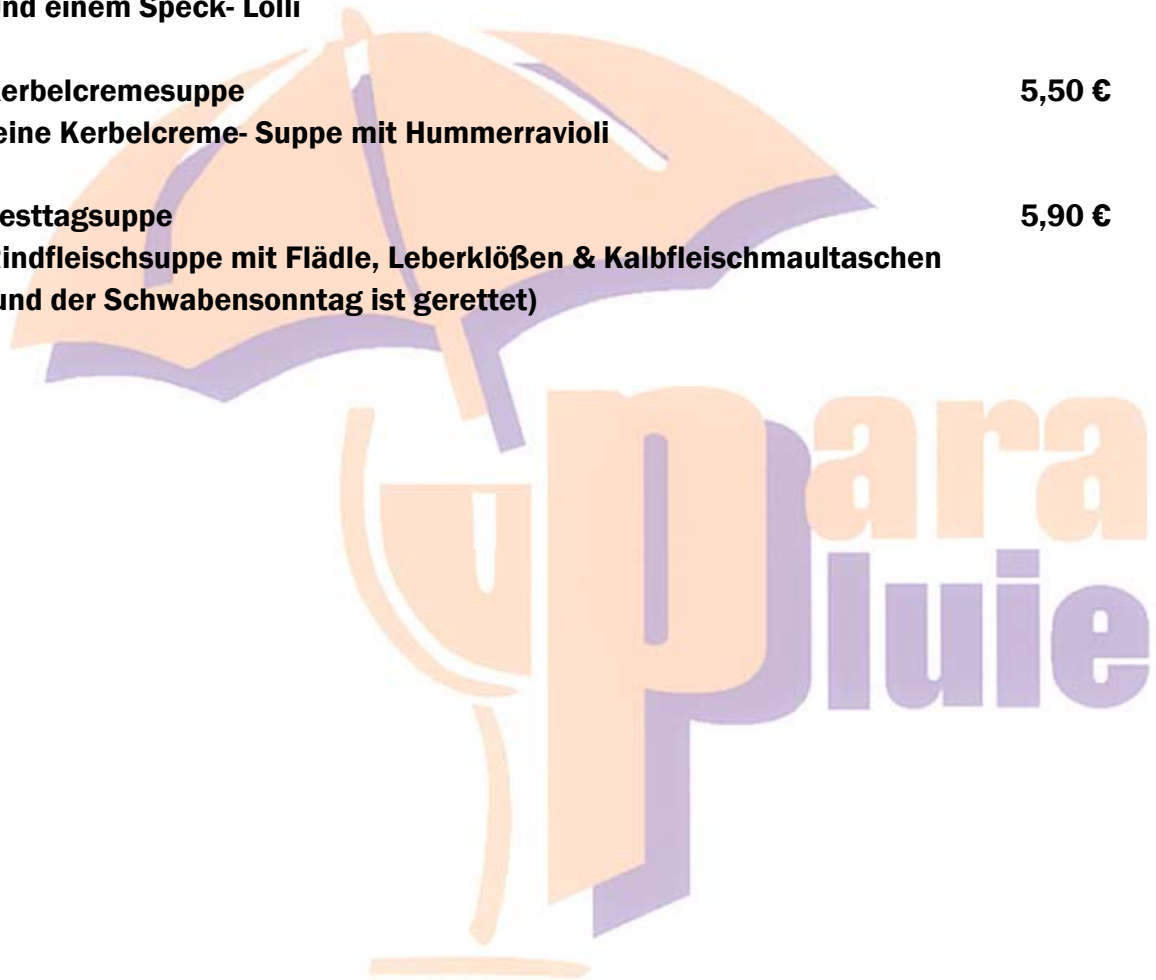 und einem Speck- Lolli
erbelcremesuppe 5,50 €
eine Kerbelcreme- Suppe mit Hummerravioli
esttagsuppe 5,90 €
indfleischsuppe mit Flädle, Leberklößen & Kalbfleischmaultaschen
und der Schwabensonntag ist gerettet)
para
pluie